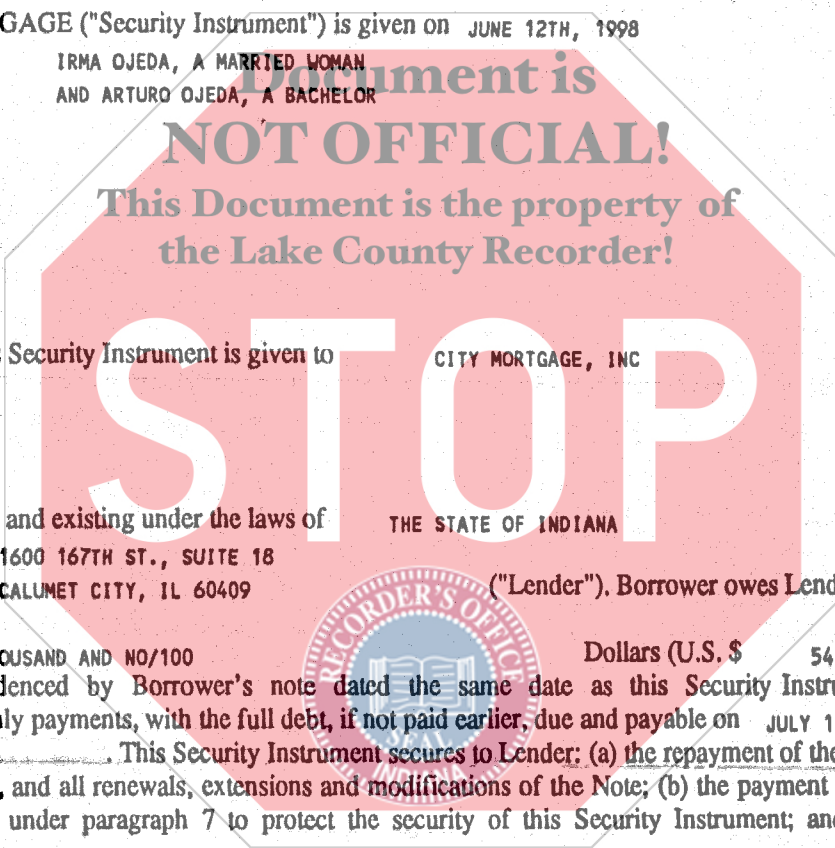 GAGE ("Security Instrument") is given on JUNE 12TH, 1998
IRMA OJEDA, A MARRIED WOMAN
AND ARTURO OJEDA, A BACHELOR
Document is
NOT OFFICIAL!
This Document is the property of
the Lake County Recorder!
Security Instrument is given to CITY MORTGAGE, INC
STOP
and existing under the laws of THE STATE OF INDIANA
1600 167TH ST., SUITE 18
CALUMET CITY, IL 60409 ("Lender"). Borrower owes Lend
RECORDER'S OFFICE
SEAL
INDIANA
OUSAND AND NO/100 Dollars (U.S. $ 54
denced by Borrower's note dated the same date as this Security Instru
ly payments, with the full debt, if not paid earlier, due and payable on JULY 1
. This Security Instrument secures to Lender: (a) the repayment of the
, and all renewals, extensions and modifications of the Note; (b) the payment
under paragraph 7 to protect the security of this Security Instrument; and